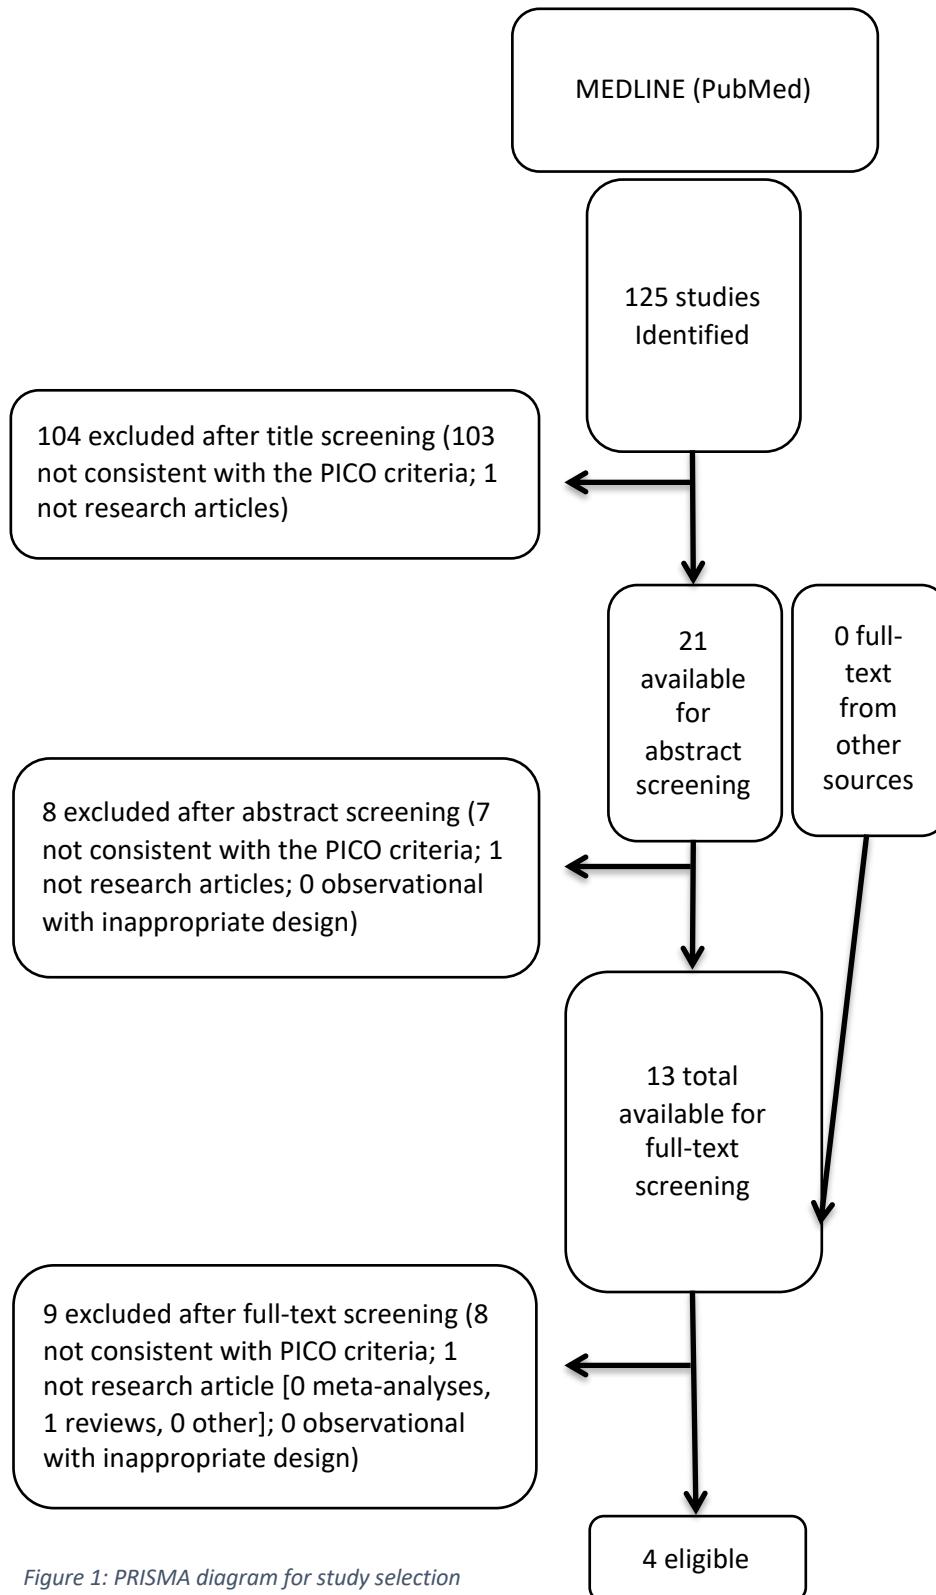 MEDLINE (PubMed)
125 studies
Identified
104 excluded after title screening (103
not consistent with the PICO criteria; 1
not research articles)
21
available
for
abstract
screening
0 full-
text
from
other
sources
8 excluded after abstract screening (7
not consistent with the PICO criteria; 1
not research articles; 0 observational
with inappropriate design)
13 total
available for
full-text
screening
9 excluded after full-text screening (8
not consistent with PICO criteria; 1
not research article [0 meta-analyses,
1 reviews, 0 other]; 0 observational
with inappropriate design)
4 eligible
Figure 1: PRISMA diagram for study selection